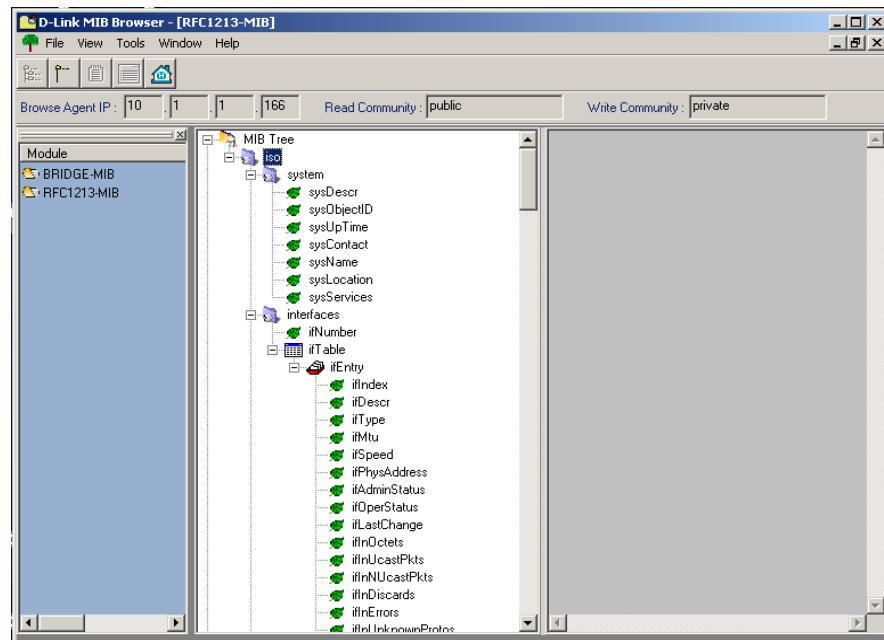 D-Link MIB Browser - [RFC1213-MIB]
File View Tools Window Help
Browse Agent IP : 10 . 1 . 1 . 166 Read Community : public Write Community : private
Module
BRIDGE-MIB
RFC1213-MIB
MIB Tree
iso
system
sysDescr
sysObjectID
sysUpTime
sysContact
sysName
sysLocation
sysServices
interfaces
ifNumber
ifTable
ifEntry
ifIndex
ifDescr
ifType
ifMtu
ifSpeed
ifPhysAddress
ifAdminStatus
ifOperStatus
ifLastChange
ifInOctets
ifInUcastPkts
ifInNUcastPkts
ifInDiscards
ifInErrors
ifInUnknownProtos